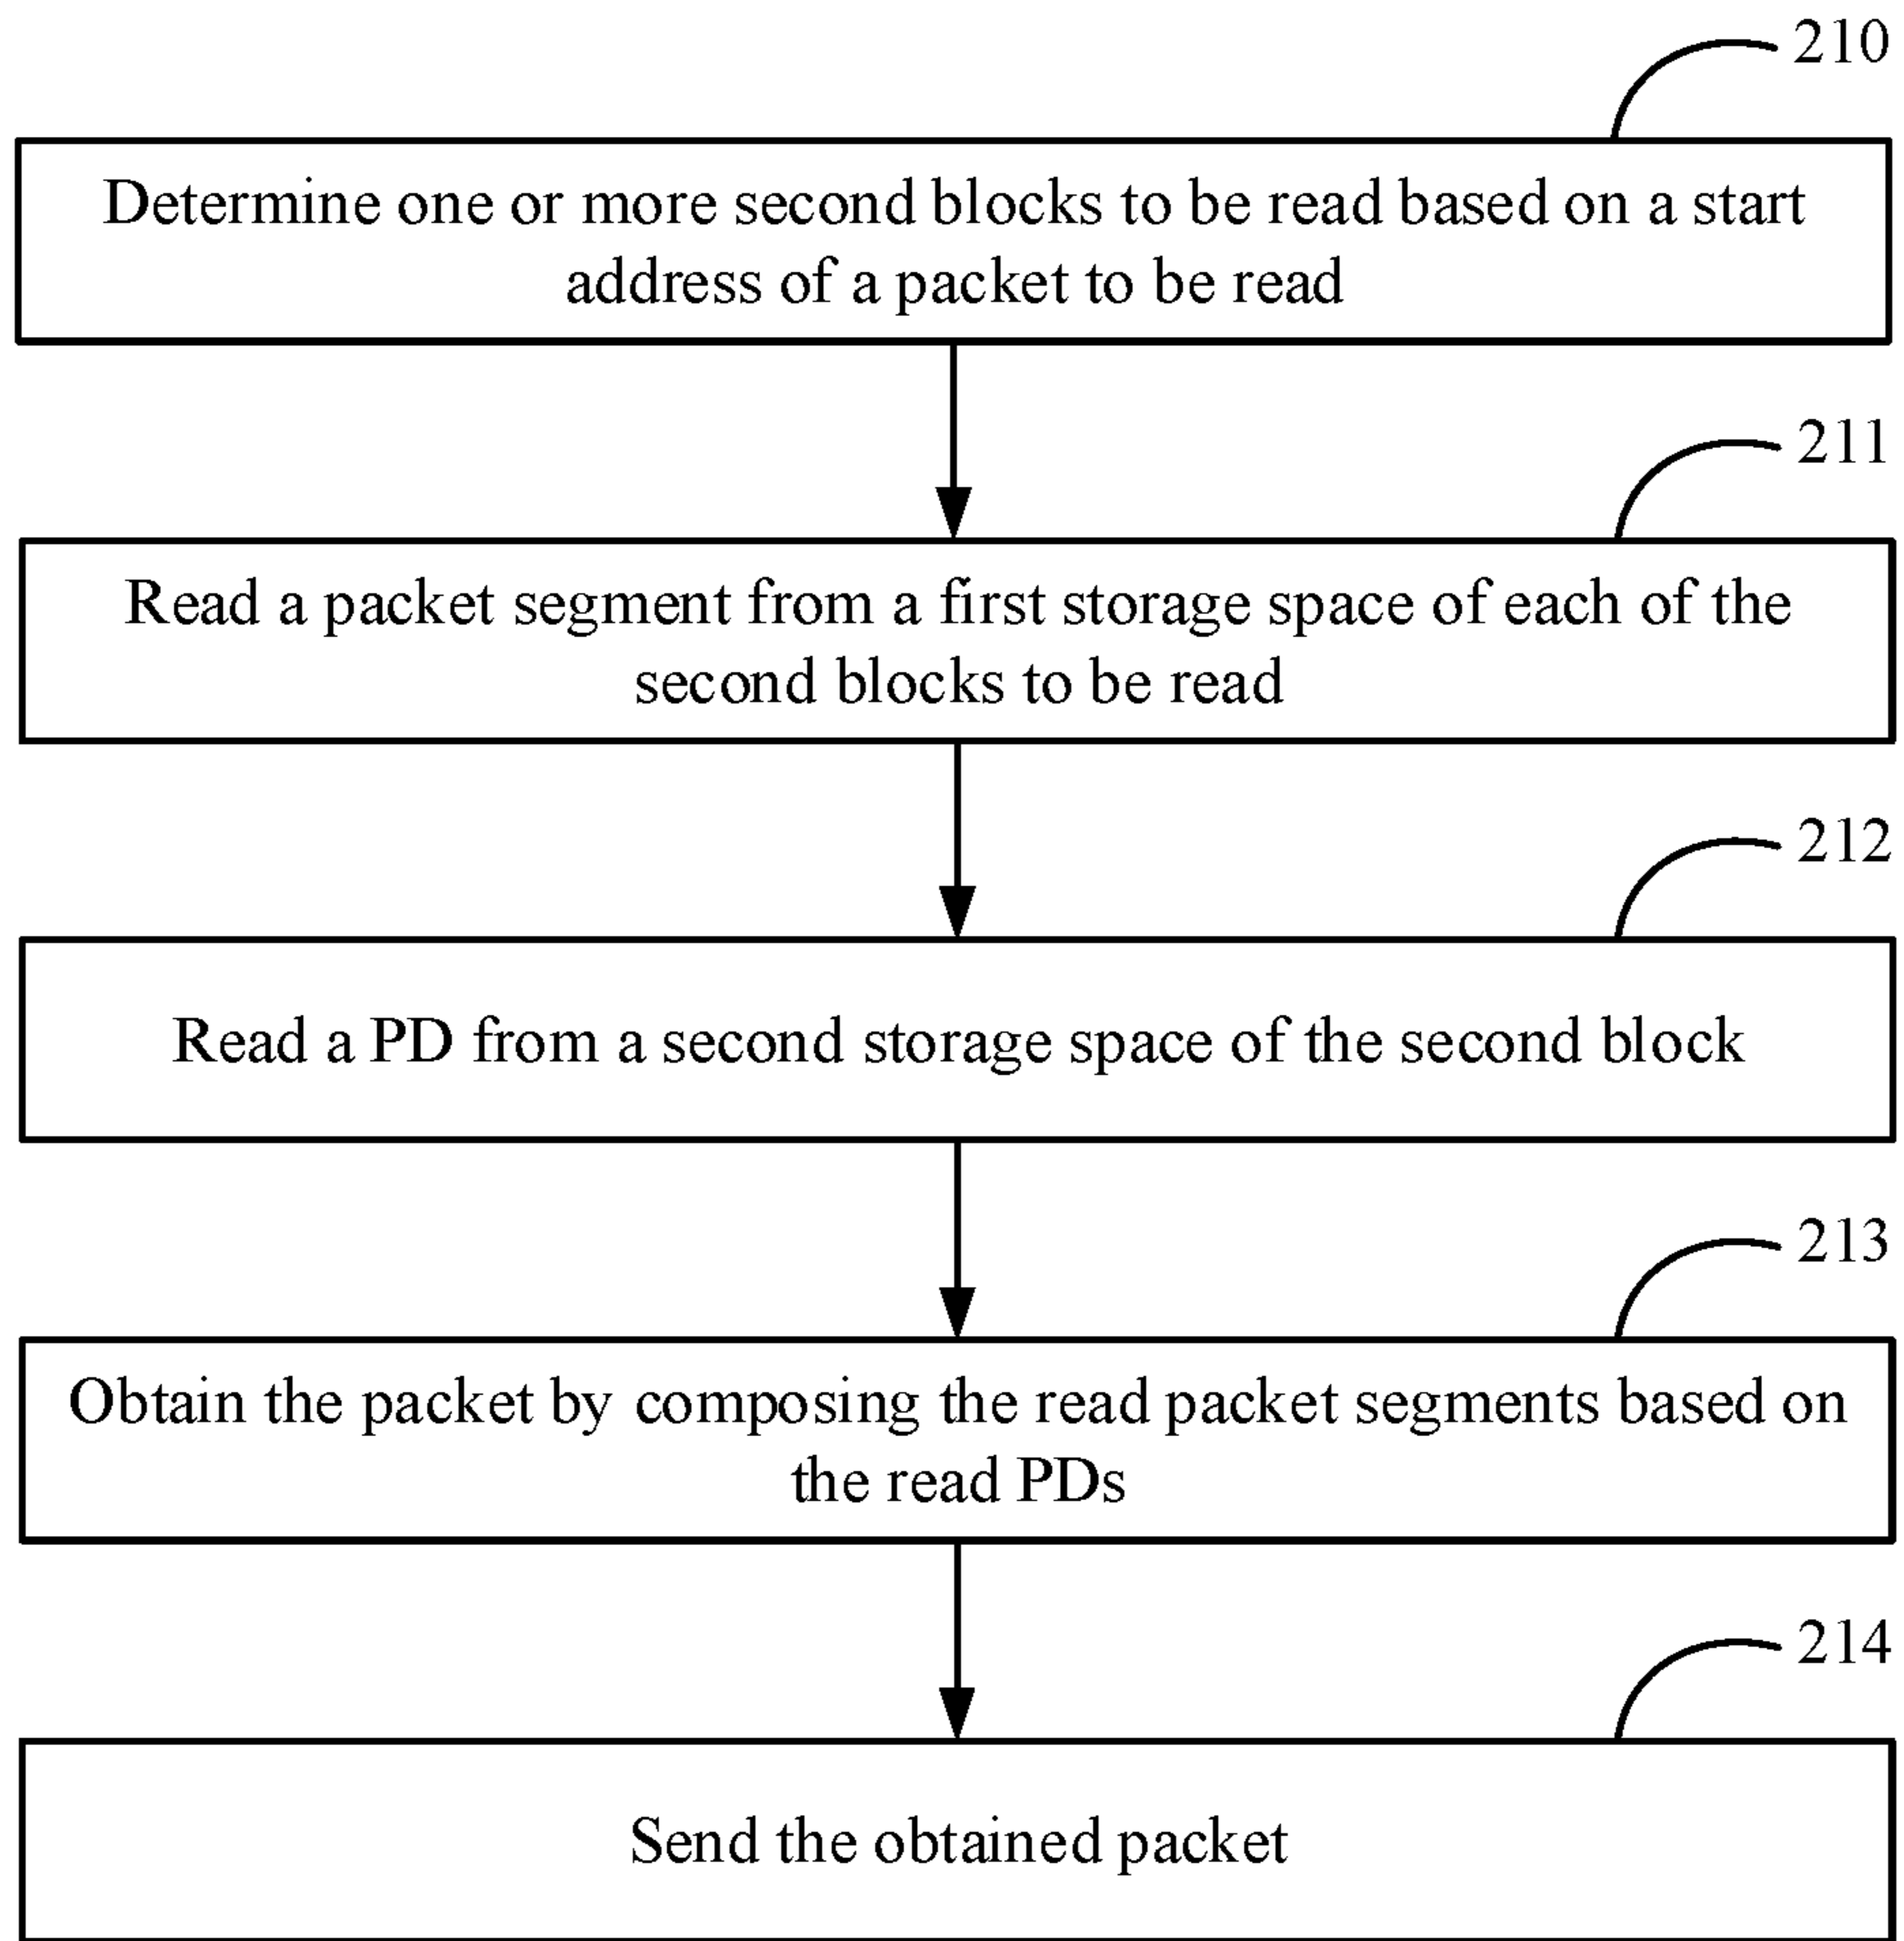 210
Determine one or more second blocks to be read based on a start
address of a packet to be read
211
Read a packet segment from a first storage space of each of the
second blocks to be read
212
Read a PD from a second storage space of the second block
213
Obtain the packet by composing the read packet segments based on
the read PDs
214
Send the obtained packet